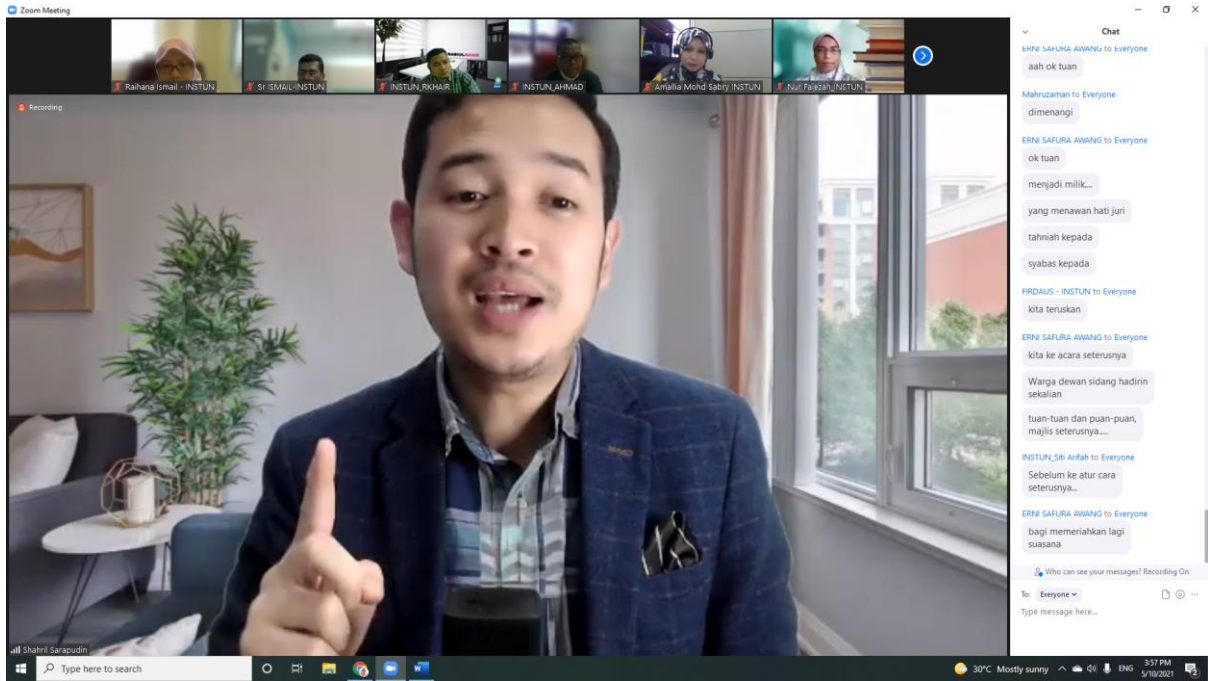 Zoom Meeting
Raihana Ismail - INSTUN
Sr ISMAIL-INSTUN
INSTUN_RKHAIR
INSTUN_AHMAD
Amallia Mohd Sabry INSTUN
Nur Fa'ezah_INSTUN
Recording
Shahril Sarapudin
Chat
ERNI SAFURA AWANG to Everyone
aah ok tuan
Mahruzaman to Everyone
dimenangi
ERNI SAFURA AWANG to Everyone
ok tuan
menjadi milik....
yang menawan hati juri
tahniah kepada
syabas kepada
FIRDAUS - INSTUN to Everyone
kita teruskan
ERNI SAFURA AWANG to Everyone
kita ke acara seterusnya
Warga dewan sidang hadirin
sekalian
tuan-tuan dan puan-puan,
majlis seterusnya.....
INSTUN_Siti Arifah to Everyone
Sebelum ke atur cara
seterusnya...
ERNI SAFURA AWANG to Everyone
bagi memeriahkan lagi
suasana
Who can see your messages? Recording On
To: Everyone
Type message here...
Type here to search
30°C Mostly sunny
ENG
3:57 PM
5/10/2021